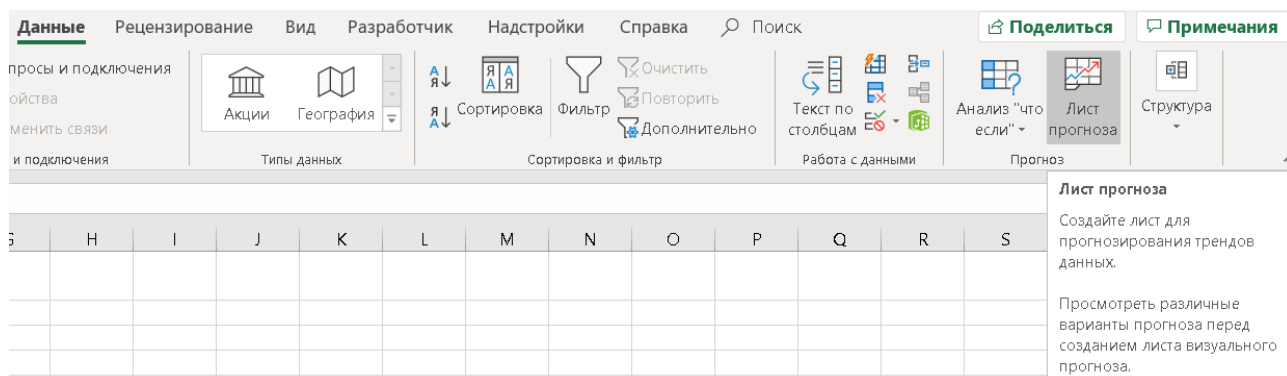 Данные Рецензирование Вид Разработчик Надстройки Справка Поиск Поделиться Примечания
просы и подключения
ойства
менить связи
и подключения
Акции География
Типы данных
Сортировка Фильтр
Очистить
Повторить
Дополнительно
Сортировка и фильтр
Текст по
столбцам
Работа с данными
Анализ "что
если"
Лист
прогноза
Прогноз
Структура
Лист прогноза
Создайте лист для
прогнозирования трендов
данных.
Просмотреть различные
варианты прогноза перед
созданием листа визуального
прогноза.
G H I J K L M N O P Q R S